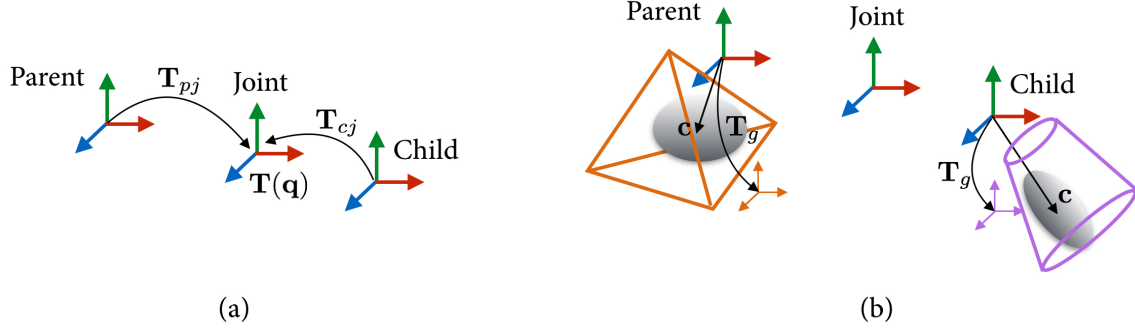 Parent
T_pj
Joint
T_cj
Child
T(q)
(a)
Parent
Joint
Child
c
T_g
T_g
c
(b)